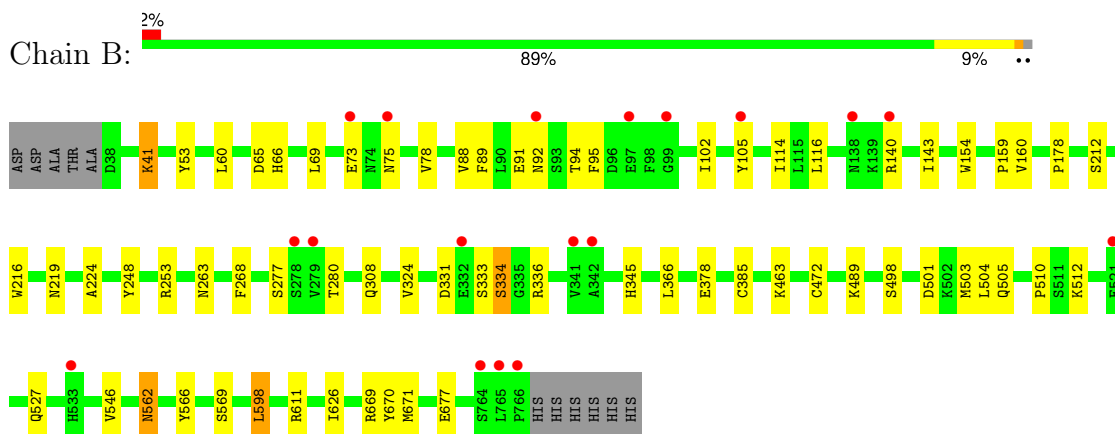 2%
Chain B:
89% 9% ••
ASP ASP ALA THR ALA D38 K41 Y53 L60 D65 H66 L69 E73 N74 N75 V78 V88 F89 L90 E91 N92 S93 T94 F95 D96 E97 F98 G99 I102 Y105 I114 L115 L116 N138 K139 R140 I143 W154 P159 V160 P178 S212
W216 N219 A224 Y248 R253 N263 F268 S277 S278 V279 T280 Q308 V324 D331 E332 S333 S334 G335 R336 V341 A342 H345 L366 E378 C385 K463 C472 K489 S498 D501 K502 M503 L504 Q505 P510 S511 K512
Q527 H533 V546 N562 Y566 S569 L598 R611 I626 R669 Y670 M671 E677 S764 L765 P766 HIS HIS HIS HIS HIS HIS